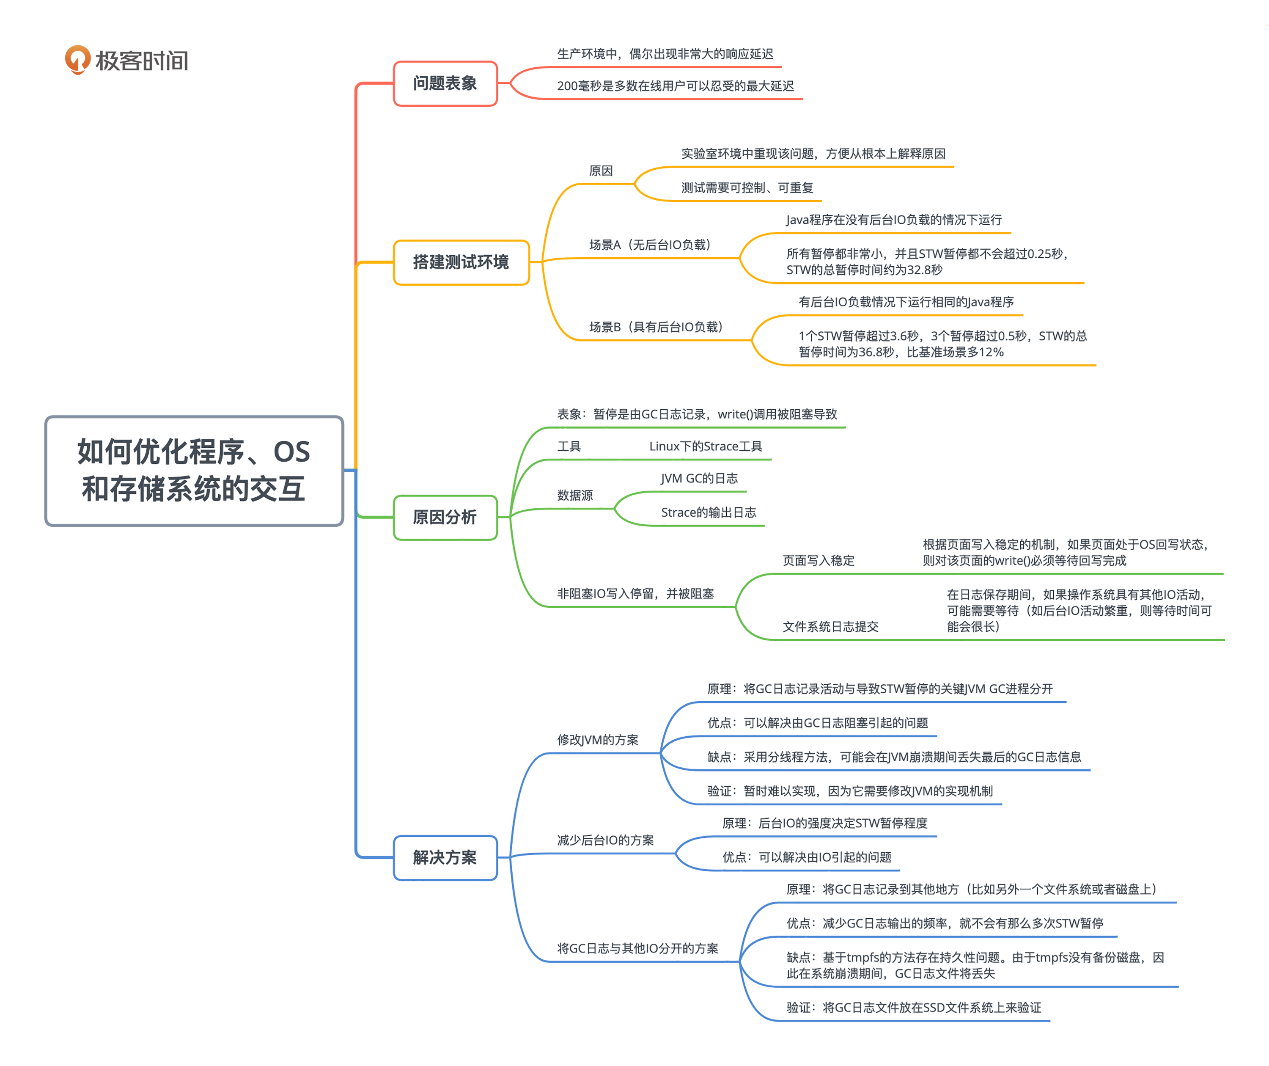 极客时间
如何优化程序、OS
和存储系统的交互
问题表象
生产环境中，偶尔出现非常大的响应延迟
200毫秒是多数在线用户可以忍受的最大延迟
搭建测试环境
原因
实验室环境中重现该问题，方便从根本上解释原因
测试需要可控制、可重复
场景A（无后台IO负载）
Java程序在没有后台IO负载的情况下运行
所有暂停都非常小，并且STW暂停都不会超过0.25秒，
STW的总暂停时间约为32.8秒
场景B（具有后台IO负载）
有后台IO负载情况下运行相同的Java程序
1个STW暂停超过3.6秒，3个暂停超过0.5秒，STW的总
暂停时间为36.8秒，比基准场景多12%
原因分析
表象：暂停是由GC日志记录，write()调用被阻塞导致
工具
Linux下的Strace工具
数据源
JVM GC的日志
Strace的输出日志
非阻塞IO写入停留，并被阻塞
页面写入稳定
根据页面写入稳定的机制，如果页面处于OS回写状态，
则对该页面的write()必须等待回写完成
文件系统日志提交
在日志保存期间，如果操作系统具有其他IO活动，
可能需要等待（如后台IO活动繁重，则等待时间可
能会很长）
解决方案
修改JVM的方案
原理：将GC日志记录活动与导致STW暂停的关键JVM GC进程分开
优点：可以解决由GC日志阻塞引起的问题
缺点：采用分线程方法，可能会在JVM崩溃期间丢失最后的GC日志信息
验证：暂时难以实现，因为它需要修改JVM的实现机制
减少后台IO的方案
原理：后台IO的强度决定STW暂停程度
优点：可以解决由IO引起的问题
将GC日志与其他IO分开的方案
原理：将GC日志记录到其他地方（比如另外一个文件系统或者磁盘上）
优点：减少GC日志输出的频率，就不会有那么多次STW暂停
缺点：基于tmpfs的方法存在持久性问题。由于tmpfs没有备份磁盘，因
此在系统崩溃期间，GC日志文件将丢失
验证：将GC日志文件放在SSD文件系统上来验证